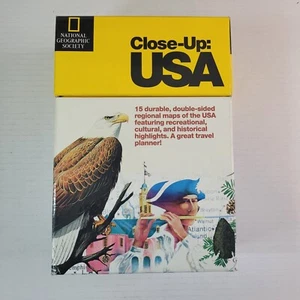 NATIONAL
GEOGRAPHIC
SOCIETY
Close-Up:
USA
15 durable, double-sided
regional maps of the USA
featuring recreational,
cultural, and historical
highlights. A great travel
planner!
Atlantic